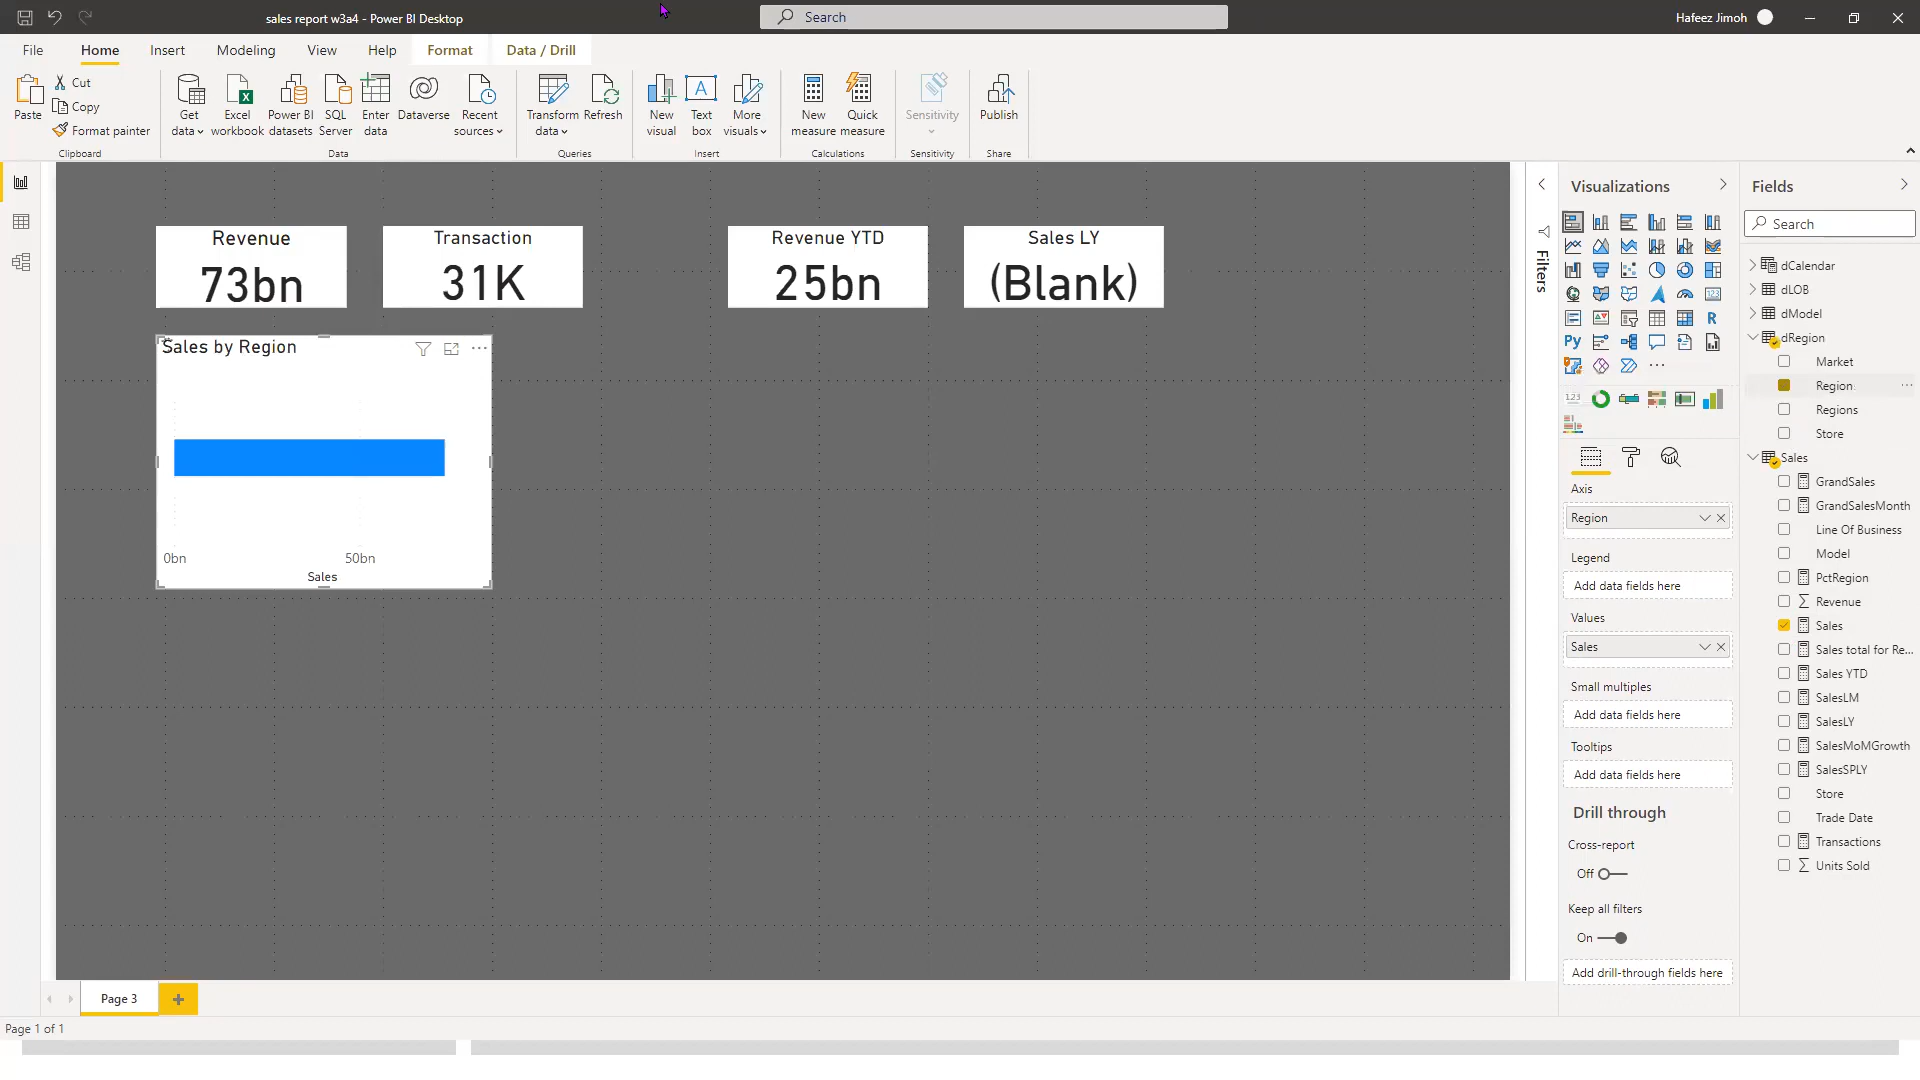 sales report w3a4 - Power BI Desktop
Search
Hafeez Jimoh
File
Home
Insert
Modeling
View
Help
Format
Data / Drill
Paste
Cut
Copy
Format painter
Clipboard
Get data
Excel workbook
Power BI datasets
SQL Server
Enter data
Dataverse
Recent sources
Data
Transform data
Refresh
Queries
New visual
Text box
More visuals
Insert
New measure
Quick measure
Calculations
Sensitivity
Sensitivity
Publish
Share
Revenue
73bn
Transaction
31K
Revenue YTD
25bn
Sales LY
(Blank)
Sales by Region
0bn
50bn
Sales
Filters
Visualizations
R
Py
123
123
Axis
Region
Legend
Add data fields here
Values
Sales
Small multiples
Add data fields here
Tooltips
Add data fields here
Drill through
Cross-report
Off
Keep all filters
On
Add drill-through fields here
Fields
Search
dCalendar
dLOB
dModel
dRegion
Market
Region
Regions
Store
Sales
GrandSales
GrandSalesMonth
Line Of Business
Model
PctRegion
Revenue
Sales
Sales total for Re...
Sales YTD
SalesLM
SalesLY
SalesMoMGrowth
SalesSPLY
Store
Trade Date
Transactions
Units Sold
Page 3
Page 1 of 1